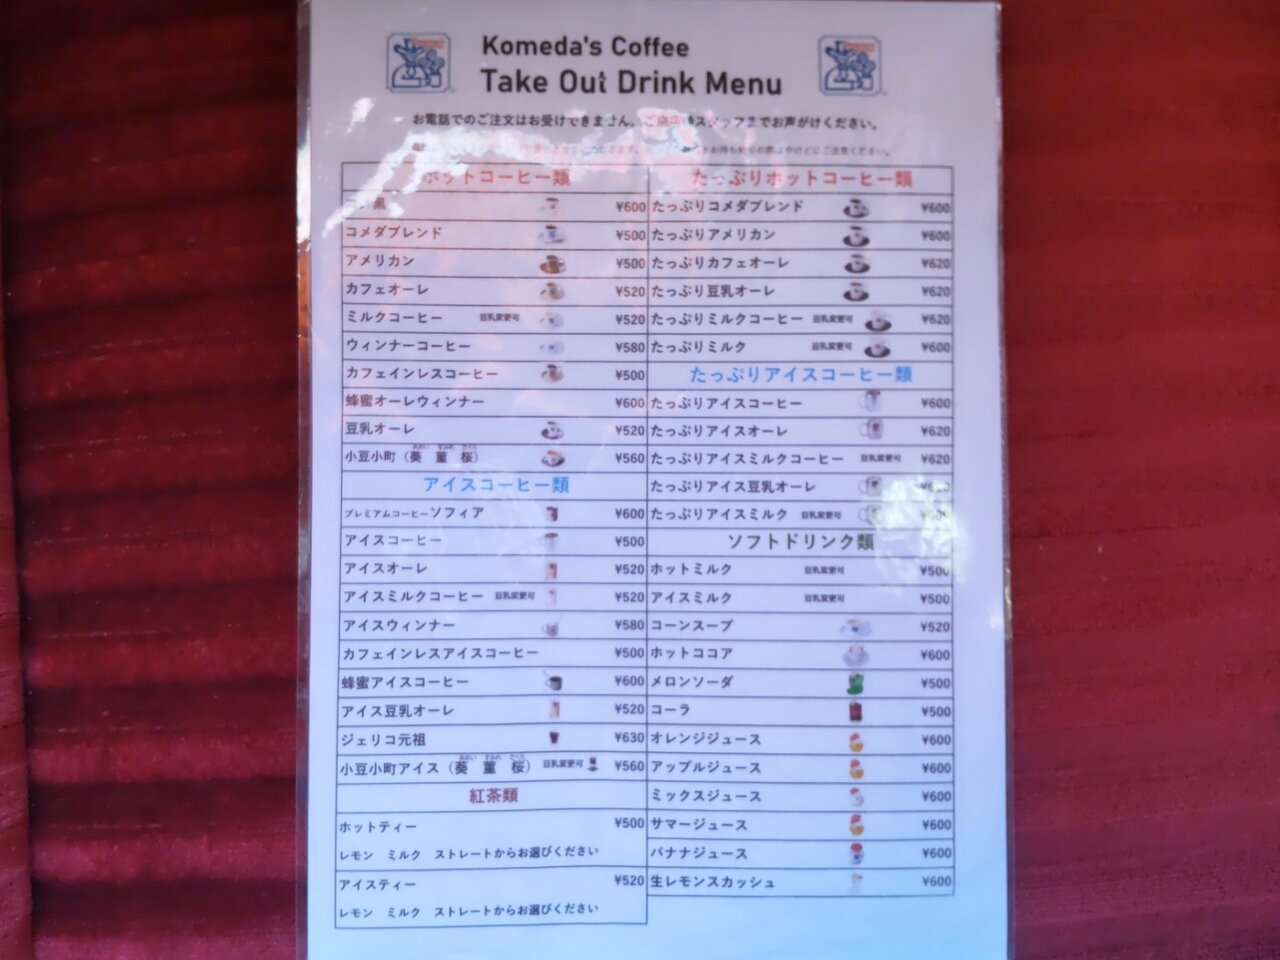 Komeda's Coffee
Take Out Drink Menu
お電話でのご注文はお受けできません。ご来店時スタッフまでお声がけください。
ホットコーヒー類
黒 ¥600
コメダブレンド ¥500
アメリカン ¥500
カフェオーレ ¥520
ミルクコーヒー 豆乳変更可 ¥520
ウィンナーコーヒー ¥580
カフェインレスコーヒー ¥500
蜂蜜オーレウィンナー ¥600
豆乳オーレ ¥520
小豆小町（葵 菫 桜） ¥560
アイスコーヒー類
プレミアムコーヒーソフィア ¥600
アイスコーヒー ¥500
アイスオーレ ¥520
アイスミルクコーヒー 豆乳変更可 ¥520
アイスウィンナー ¥580
カフェインレスアイスコーヒー ¥500
蜂蜜アイスコーヒー ¥600
アイス豆乳オーレ ¥520
ジェリコ元祖 ¥630
小豆小町アイス（葵 菫 桜） 豆乳変更可 ¥560
紅茶類
ホットティー ¥500
レモン ミルク ストレートからお選びください
アイスティー ¥520
レモン ミルク ストレートからお選びください
たっぷりホットコーヒー類
たっぷりコメダブレンド ¥600
たっぷりアメリカン ¥600
たっぷりカフェオーレ ¥620
たっぷり豆乳オーレ ¥620
たっぷりミルクコーヒー 豆乳変更可 ¥620
たっぷりミルク 豆乳変更可 ¥600
たっぷりアイスコーヒー類
たっぷりアイスコーヒー ¥600
たっぷりアイスオーレ ¥620
たっぷりアイスミルクコーヒー 豆乳変更可 ¥620
たっぷりアイス豆乳オーレ
たっぷりアイスミルク 豆乳変更可
ソフトドリンク類
ホットミルク 豆乳変更可 ¥500
アイスミルク 豆乳変更可 ¥500
コーンスープ ¥520
ホットココア ¥600
メロンソーダ ¥500
コーラ ¥500
オレンジジュース ¥600
アップルジュース ¥600
ミックスジュース ¥600
サマージュース ¥600
バナナジュース ¥600
生レモンスカッシュ ¥600